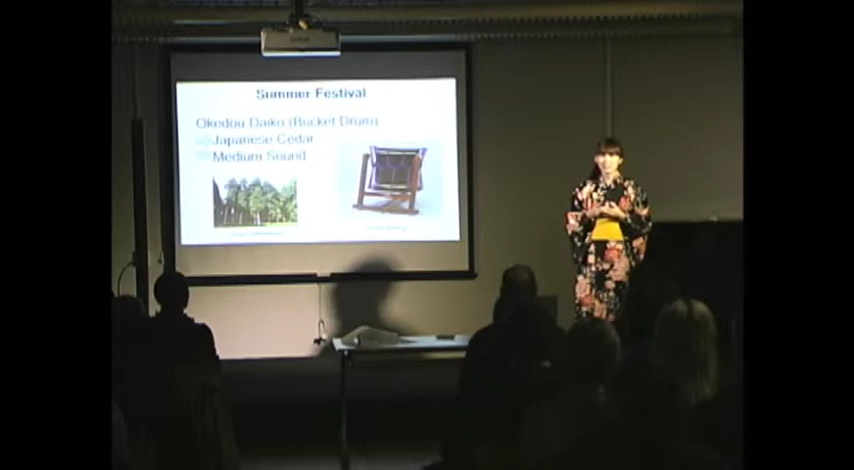 Summer Festival
Okedou Daiko (Bucket Drum)
Japanese Cedar
Medium Sound